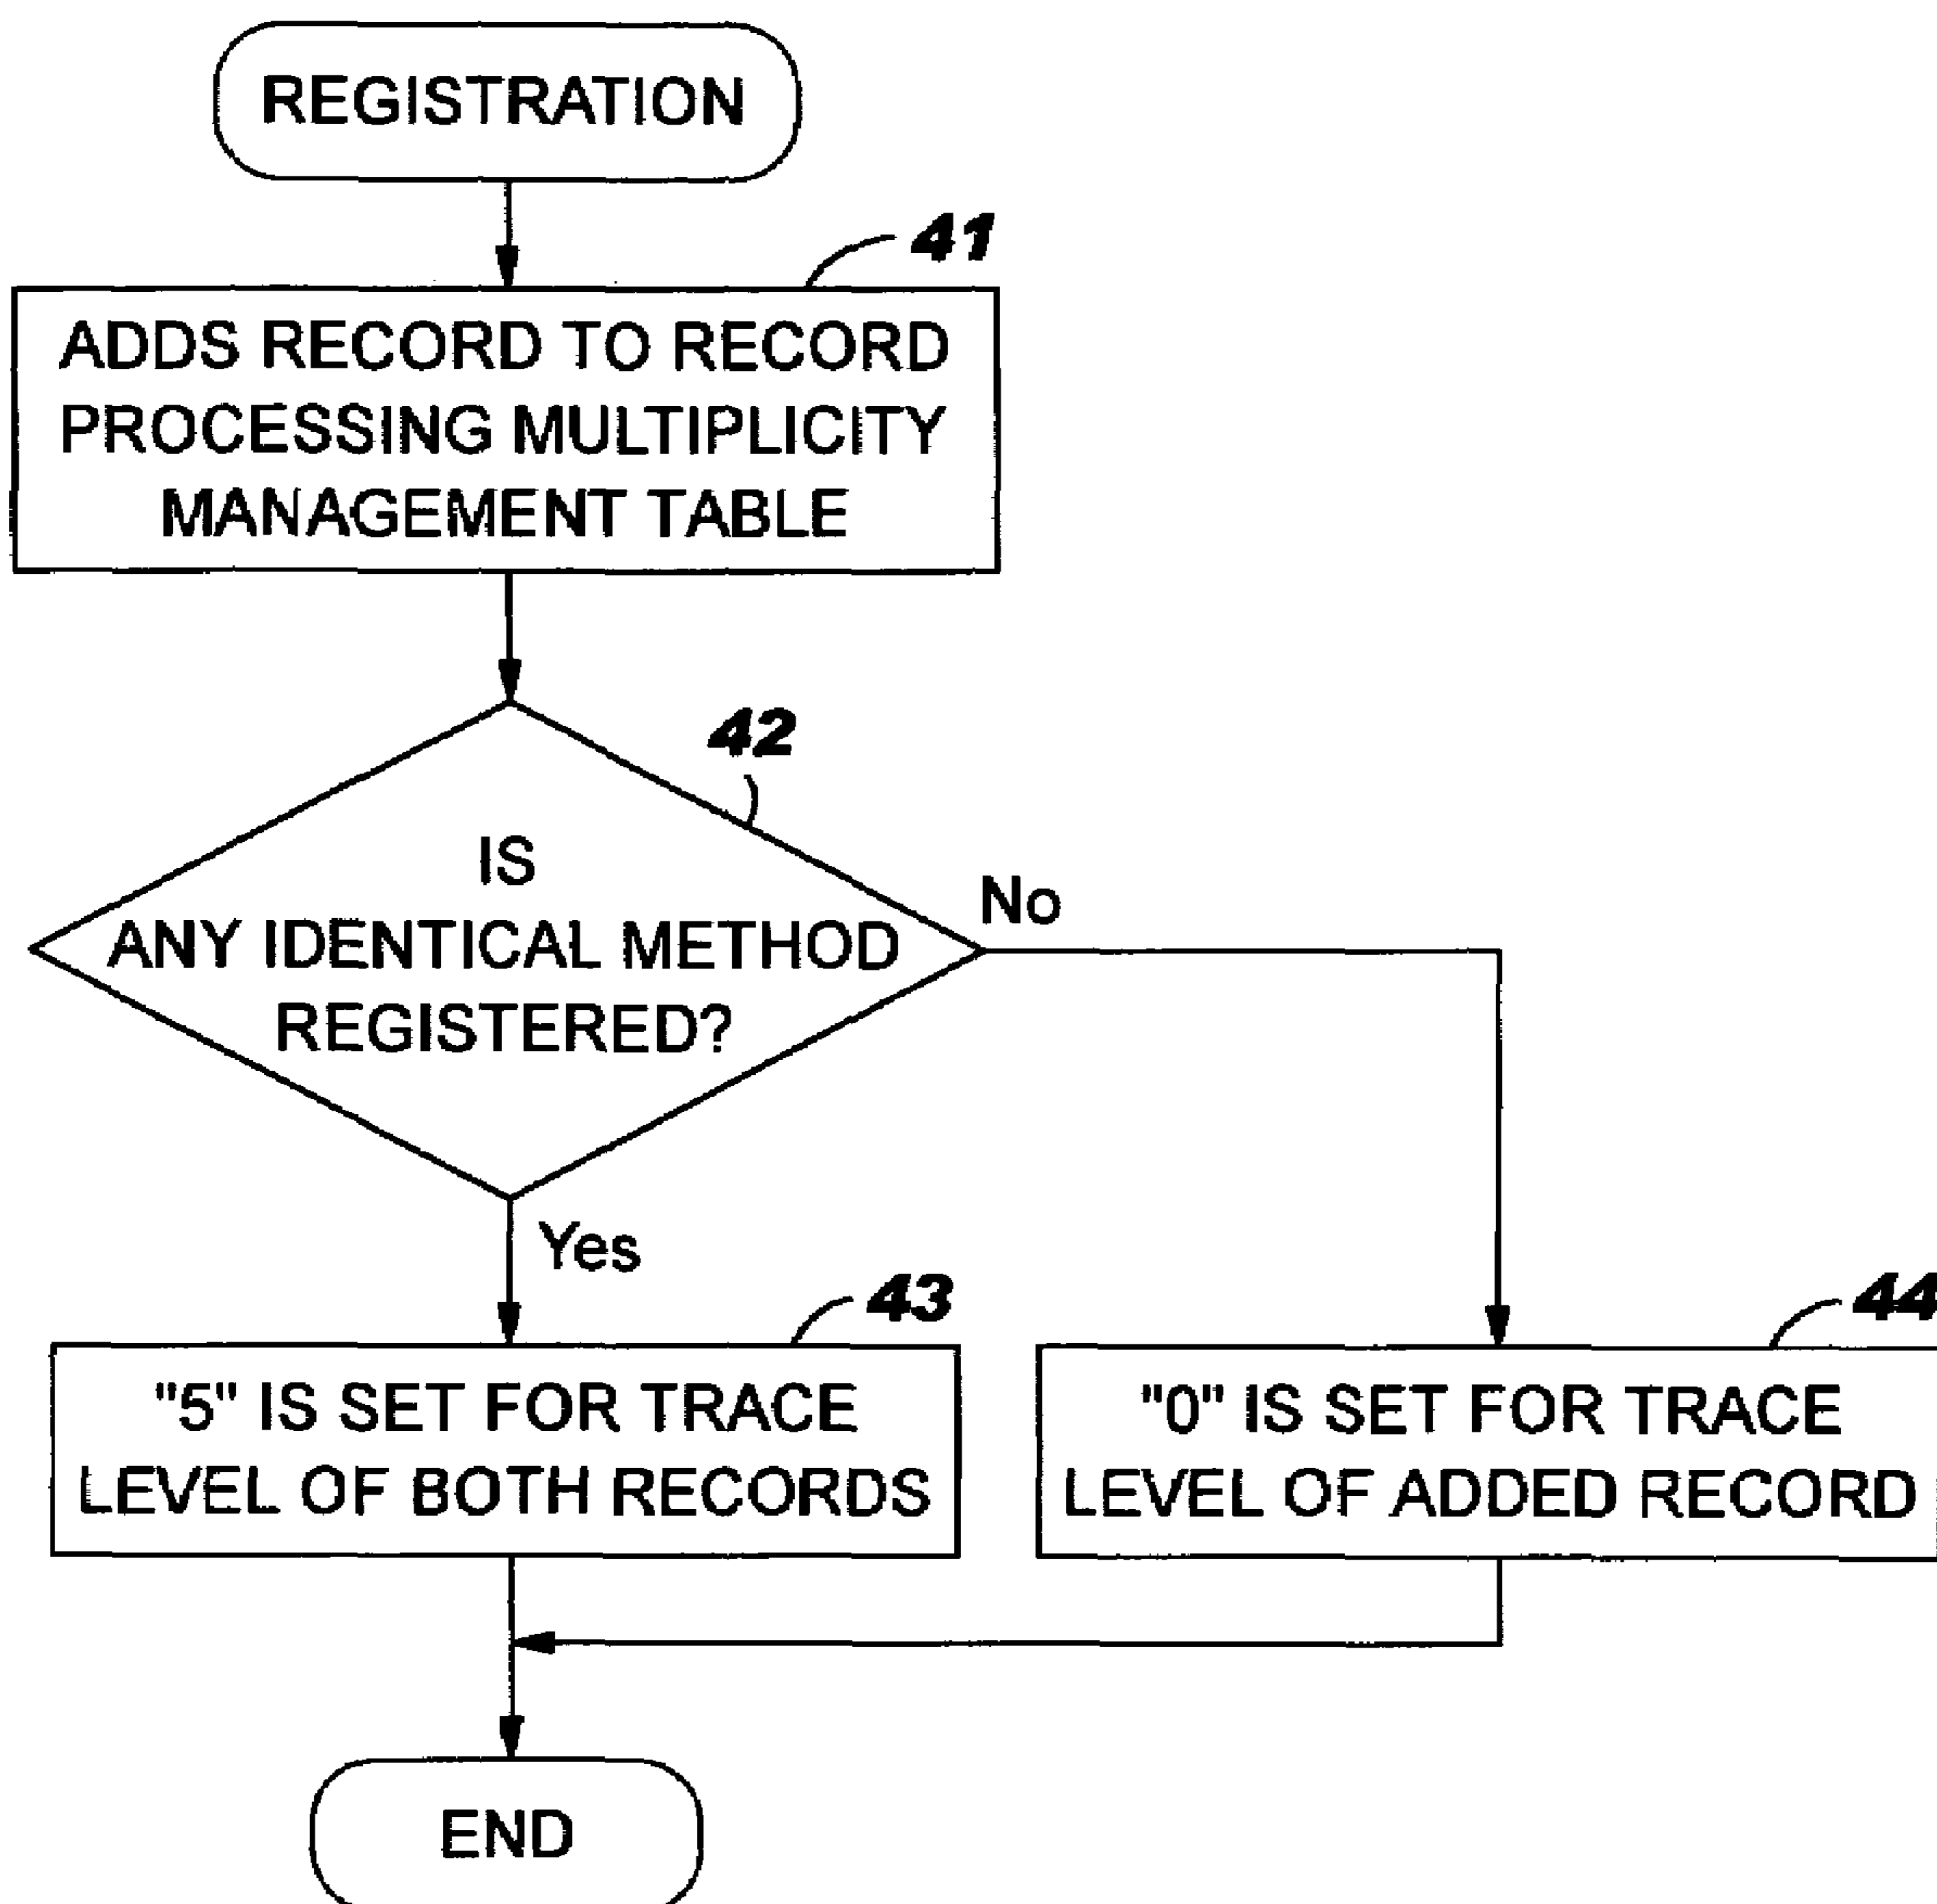 REGISTRATION
41
ADDS RECORD TO RECORD
PROCESSING MULTIPLICITY
MANAGEMENT TABLE
42
IS
ANY IDENTICAL METHOD
REGISTERED?
No
Yes
43
"5" IS SET FOR TRACE
LEVEL OF BOTH RECORDS
44
"0" IS SET FOR TRACE
LEVEL OF ADDED RECORD
END